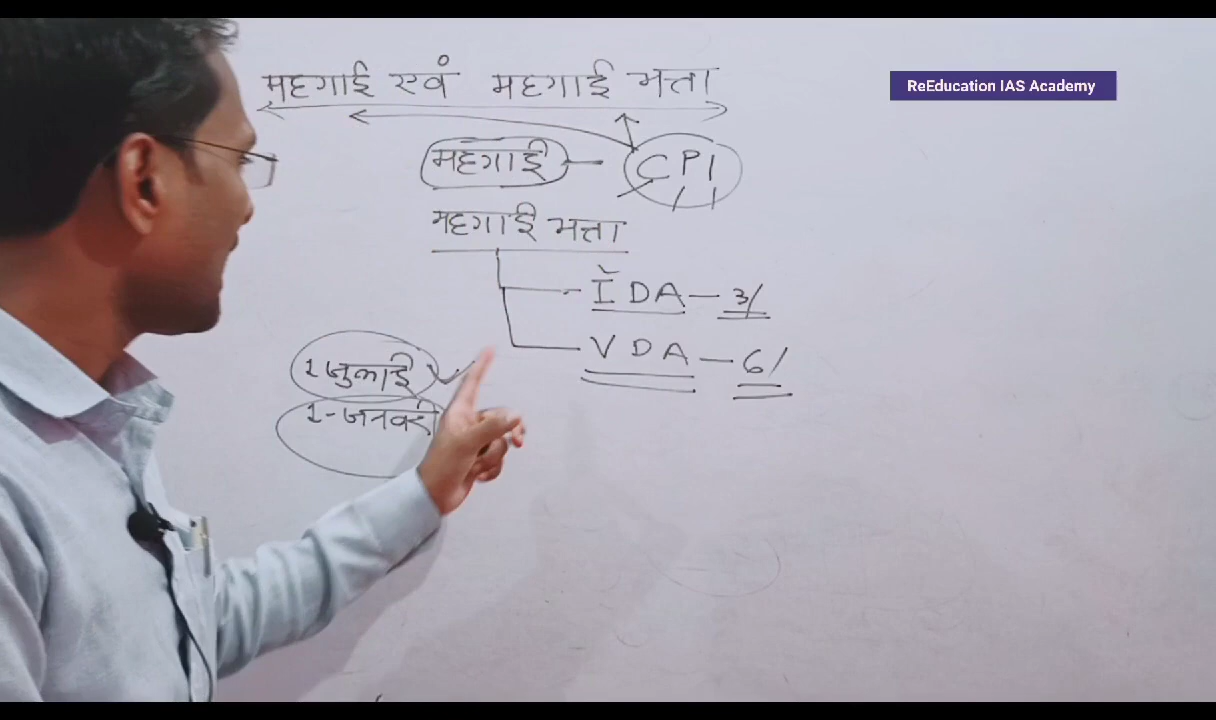 महगाई एवं महगाई भत्ता
ReEducation IAS Academy
महगाई — CPI
महगाई भत्ता
IDA — 3/
VDA — 6/
1 जुलाई
1 - जनवरी